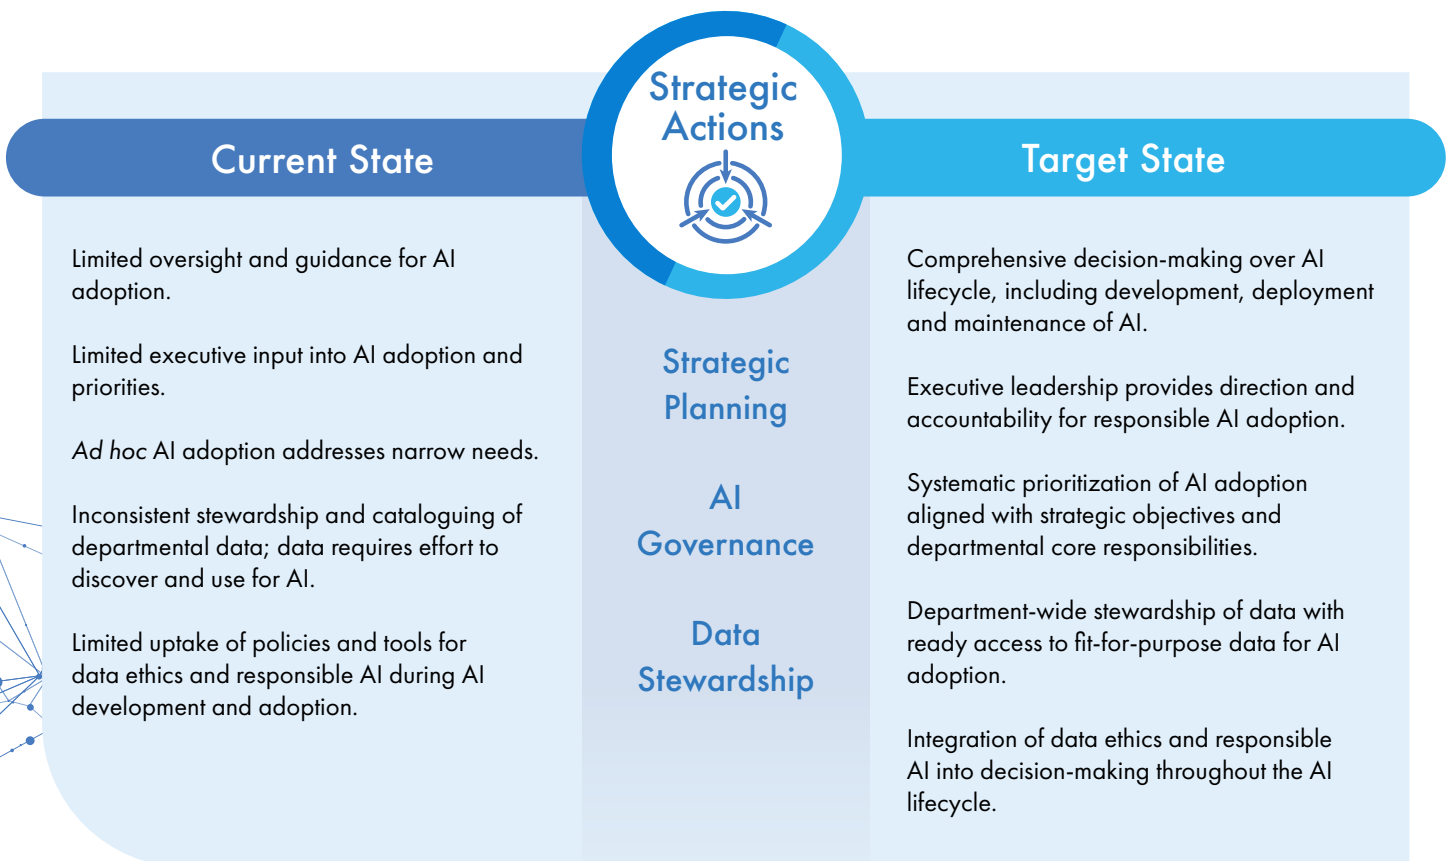 Strategic
Actions
Current State
Limited oversight and guidance for AI
adoption.
Limited executive input into AI adoption and
priorities.
Ad hoc AI adoption addresses narrow needs.
Inconsistent stewardship and cataloguing of
departmental data; data requires effort to
discover and use for AI.
Limited uptake of policies and tools for
data ethics and responsible AI during AI
development and adoption.
Strategic
Planning
AI
Governance
Data
Stewardship
Target State
Comprehensive decision-making over AI
lifecycle, including development, deployment
and maintenance of AI.
Executive leadership provides direction and
accountability for responsible AI adoption.
Systematic prioritization of AI adoption
aligned with strategic objectives and
departmental core responsibilities.
Department-wide stewardship of data with
ready access to fit-for-purpose data for AI
adoption.
Integration of data ethics and responsible
AI into decision-making throughout the AI
lifecycle.